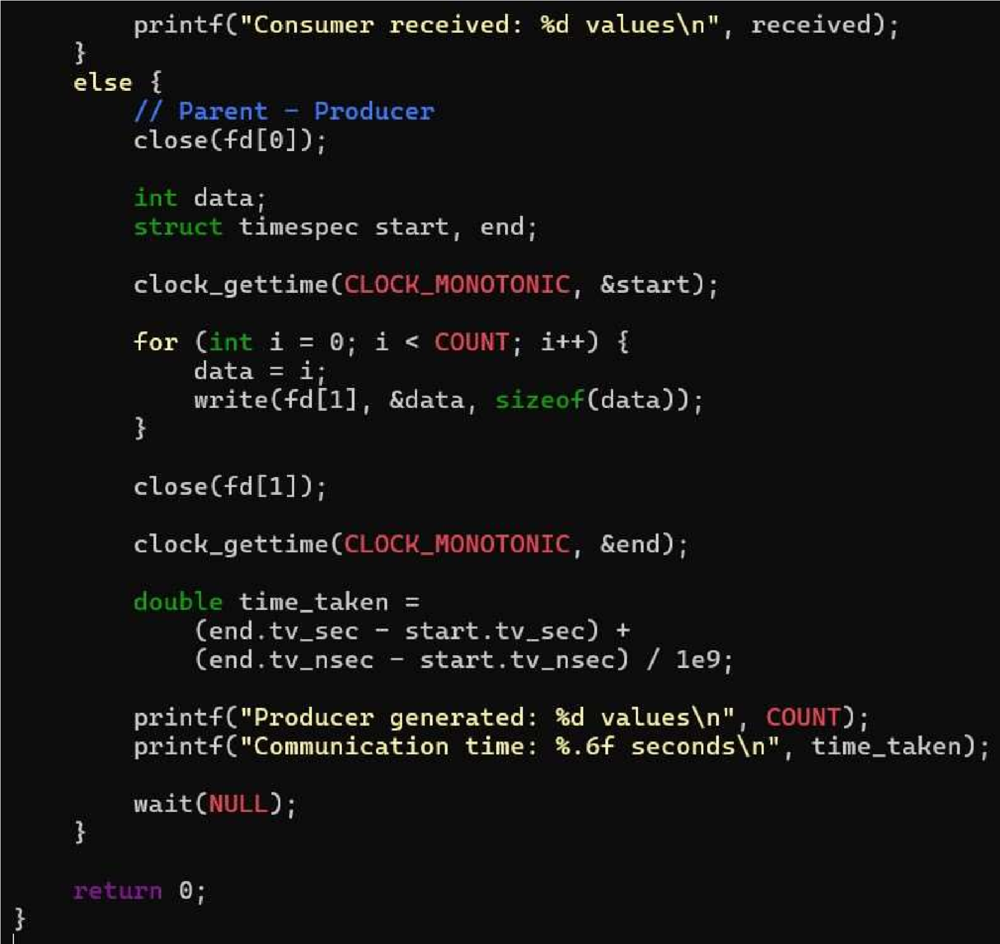 printf("Consumer received: %d values\n", received);
}
else {
// Parent - Producer
close(fd[0]);
int data;
struct timespec start, end;
clock_gettime(CLOCK_MONOTONIC, &start);
for (int i = 0; i < COUNT; i++) {
data = i;
write(fd[1], &data, sizeof(data));
}
close(fd[1]);
clock_gettime(CLOCK_MONOTONIC, &end);
double time_taken =
(end.tv_sec - start.tv_sec) +
(end.tv_nsec - start.tv_nsec) / 1e9;
printf("Producer generated: %d values\n", COUNT);
printf("Communication time: %.6f seconds\n", time_taken);
wait(NULL);
}
return 0;
}